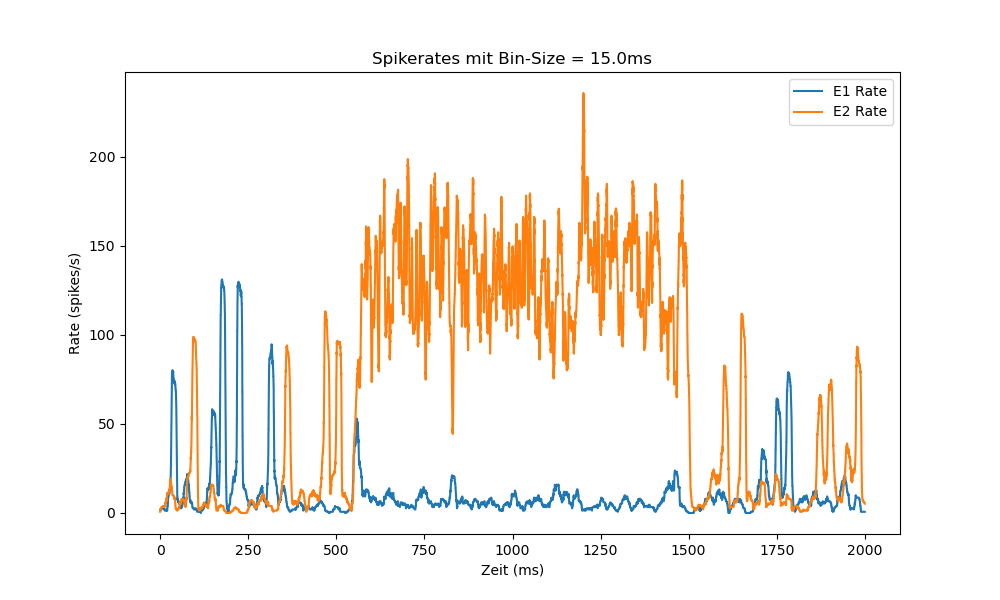 Spikerates mit Bin-Size = 15.0ms
E1 Rate
E2 Rate
Rate (spikes/s)
200
150
100
50
0
0 250 500 750 1000 1250 1500 1750 2000
Zeit (ms)